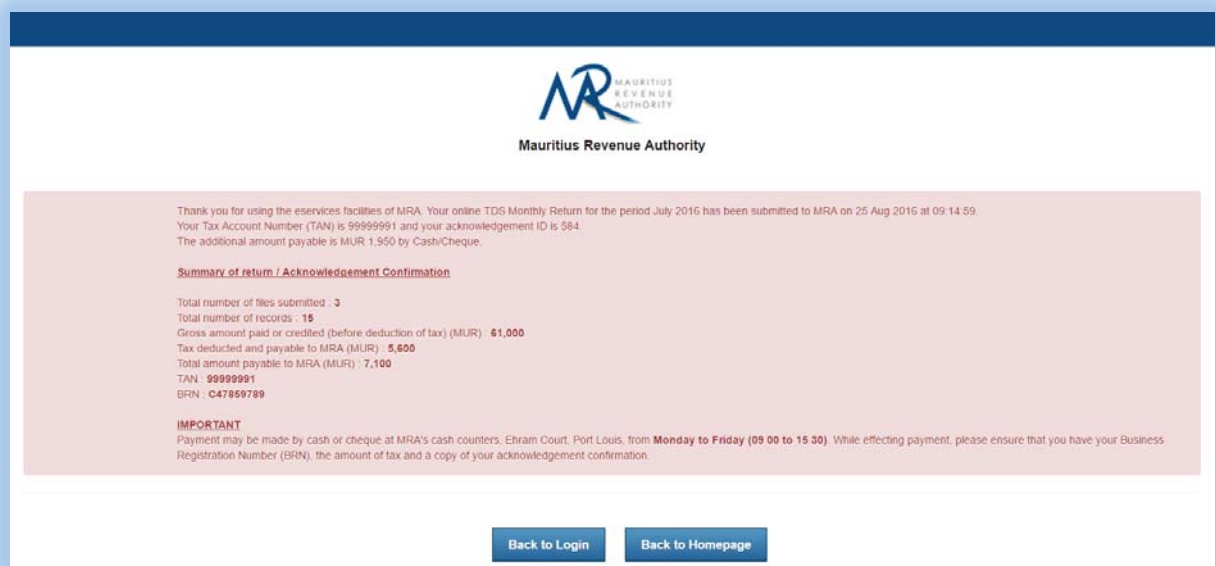 MAURITIUS
REVENUE
AUTHORITY
Mauritius Revenue Authority
Thank you for using the eservices facilities of MRA. Your online TDS Monthly Return for the period July 2016 has been submitted to MRA on 25 Aug 2016 at 09:14:59.
Your Tax Account Number (TAN) is 99999991 and your acknowledgement ID is 584.
The additional amount payable is MUR 1,950 by Cash/Cheque.
Summary of return / Acknowledgement Confirmation
Total number of files submitted : 3
Total number of records : 15
Gross amount paid or credited (before deduction of tax) (MUR) : 61,000
Tax deducted and payable to MRA (MUR) : 5,600
Total amount payable to MRA (MUR) : 7,100
TAN : 99999991
BRN : C47859789
IMPORTANT
Payment may be made by cash or cheque at MRA's cash counters, Ehram Court, Port Louis, from Monday to Friday (09 00 to 15 30). While effecting payment, please ensure that you have your Business
Registration Number (BRN), the amount of tax and a copy of your acknowledgement confirmation.
Back to Login Back to Homepage